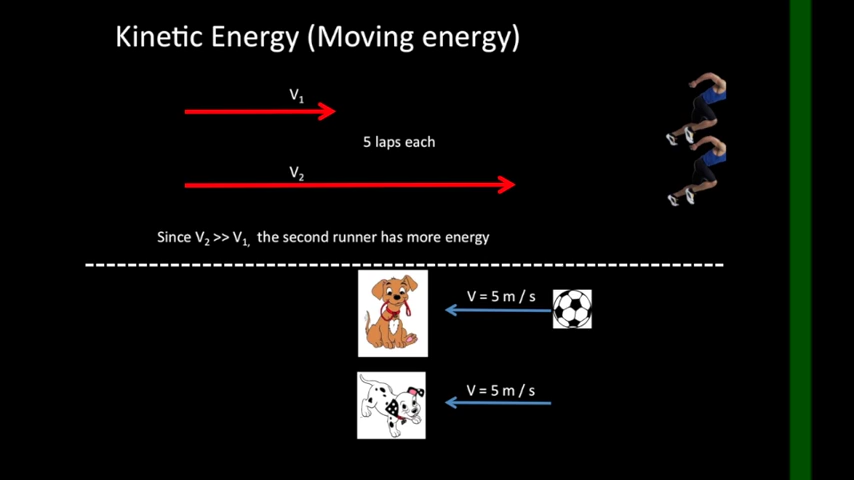 Kinetic Energy (Moving energy)
V₁
5 laps each
V₂
Since V₂ >> V₁, the second runner has more energy
V = 5 m / s
V = 5 m / s